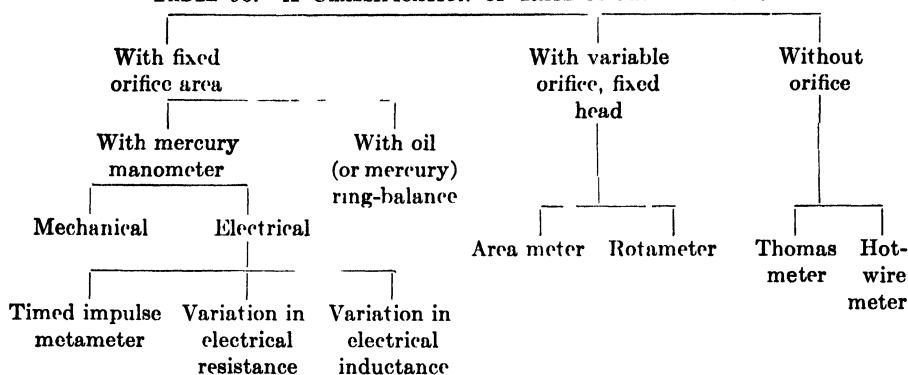 With fixed
orifice area
With variable
orifice, fixed
head
Without
orifice
With mercury
manometer
With oil
(or mercury)
ring-balance
Mechanical
Electrical
Area meter
Rotameter
Thomas
meter
Hot-
wire
meter
Timed impulse
metameter
Variation in
electrical
resistance
Variation in
electrical
inductance